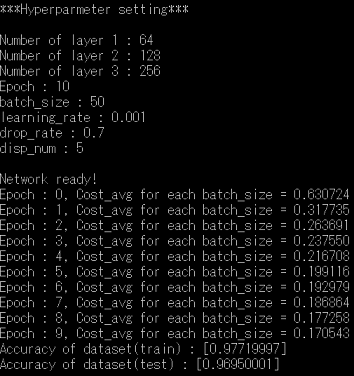 ***Hyperparmeter setting***
Number of layer 1 : 64
Number of layer 2 : 128
Number of layer 3 : 256
Epoch : 10
batch_size : 50
learning_rate : 0.001
drop_rate : 0.7
disp_num : 5
Network ready!
Epoch : 0, Cost_avg for each batch_size = 0.630724
Epoch : 1, Cost_avg for each batch_size = 0.317735
Epoch : 2, Cost_avg for each batch_size = 0.263691
Epoch : 3, Cost_avg for each batch_size = 0.237550
Epoch : 4, Cost_avg for each batch_size = 0.216708
Epoch : 5, Cost_avg for each batch_size = 0.199116
Epoch : 6, Cost_avg for each batch_size = 0.192979
Epoch : 7, Cost_avg for each batch_size = 0.186864
Epoch : 8, Cost_avg for each batch_size = 0.177258
Epoch : 9, Cost_avg for each batch_size = 0.170543
Accuracy of dataset(train) : [0.97719997]
Accuracy of dataset(test) : [0.96950001]